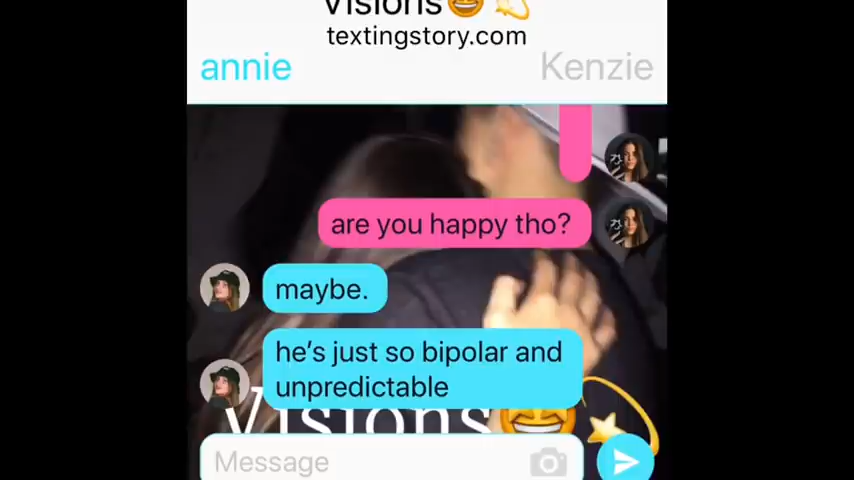 Visions🤩💫
textingstory.com
annie
Kenzie
are you happy tho?
maybe.
he's just so bipolar and
unpredictable
Visions🤩💫
Message